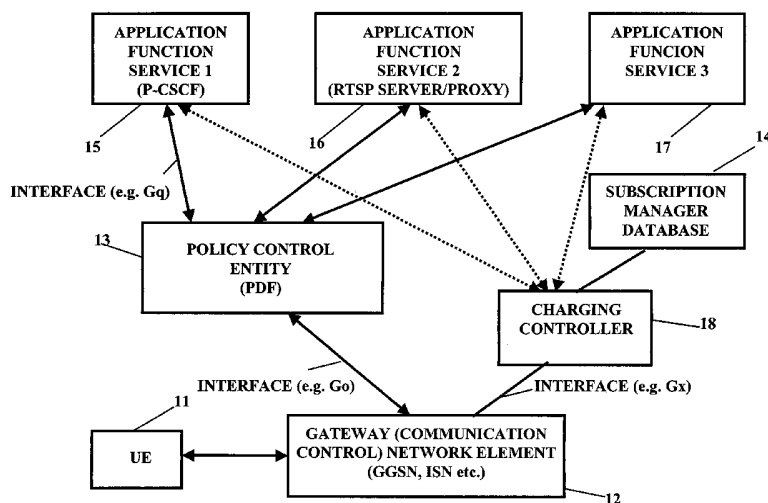 APPLICATION
FUNCTION
SERVICE 1
(P-CSCF)
APPLICATION
FUNCTION
SERVICE 2
(RTSP SERVER/PROXY)
APPLICATION
FUNCION
SERVICE 3
15
16
17
14
INTERFACE (e.g. Gq)
SUBSCRIPTION
MANAGER
DATABASE
13
POLICY CONTROL
ENTITY
(PDF)
CHARGING
CONTROLLER
18
INTERFACE (e.g. Go)
INTERFACE (e.g. Gx)
11
UE
GATEWAY (COMMUNICATION
CONTROL) NETWORK ELEMENT
(GGSN, ISN etc.)
12